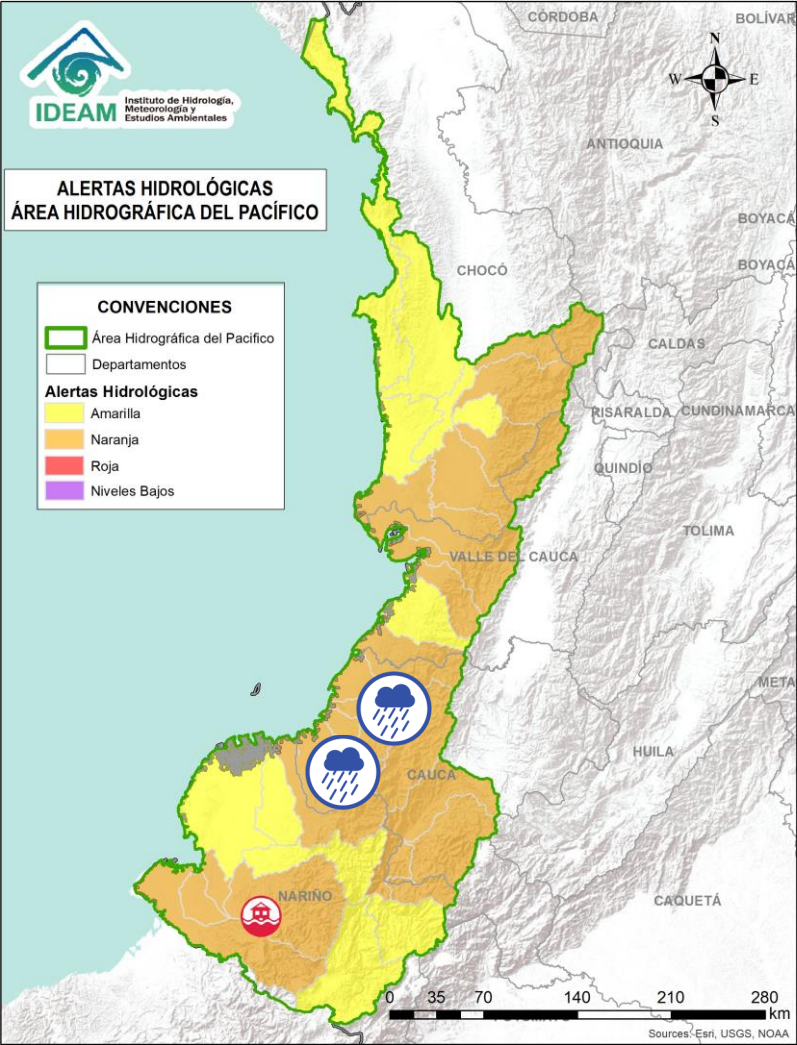 CÓRDOBA
BOLÍVAR
N
W
E
S
IDEAM
Instituto de Hidrología,
Meteorología y
Estudios Ambientales
ANTIOQUIA
ALERTAS HIDROLÓGICAS
ÁREA HIDROGRÁFICA DEL PACÍFICO
BOYACÁ
BOYACÁ
CHOCÓ
CONVENCIONES
Área Hidrográfica del Pacifico
Departamentos
Alertas Hidrológicas
Amarilla
Naranja
Roja
Niveles Bajos
CALDAS
RISARALDA
CUNDINAMARCA
QUINDÍO
TOLIMA
VALLE DEL CAUCA
META
HUILA
CAUCA
NARIÑO
CAQUETÁ
0 35 70 140 210 280
km
Sources: Esri, USGS, NOAA